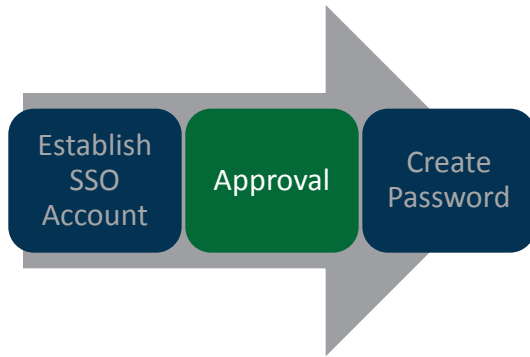 Establish
SSO
Account
Approval
Create
Password